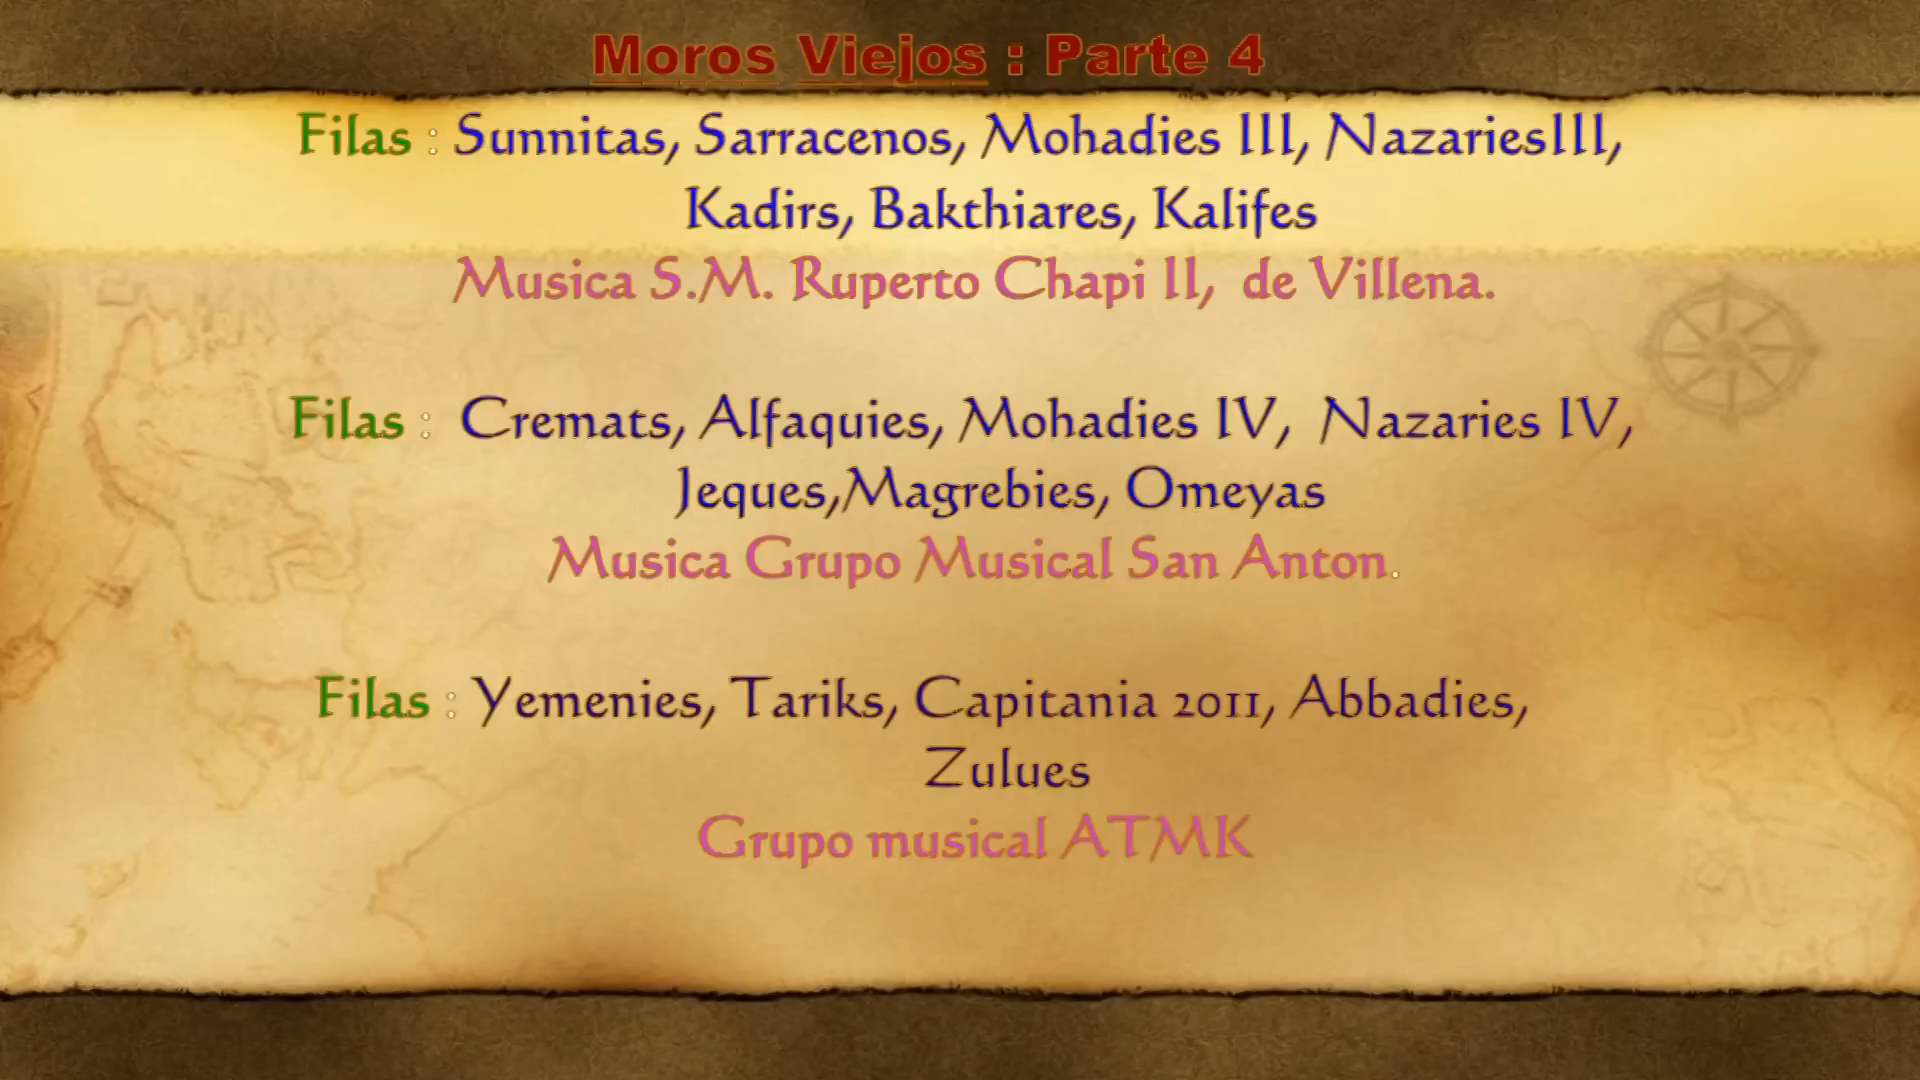 Moros Viejos : Parte 4
Filas : Sunnitas, Sarracenos, Mohadies III, NazariesIII,
Kadirs, Bakthiares, Kalifes
Musica S.M. Ruperto Chapi II, de Villena.
Filas : Cremats, Alfaquies, Mohadies IV, Nazaries IV,
Jeques,Magrebies, Omeyas
Musica Grupo Musical San Anton.
Filas : Yemenies, Tariks, Capitania 2011, Abbadies,
Zulues
Grupo musical ATMK